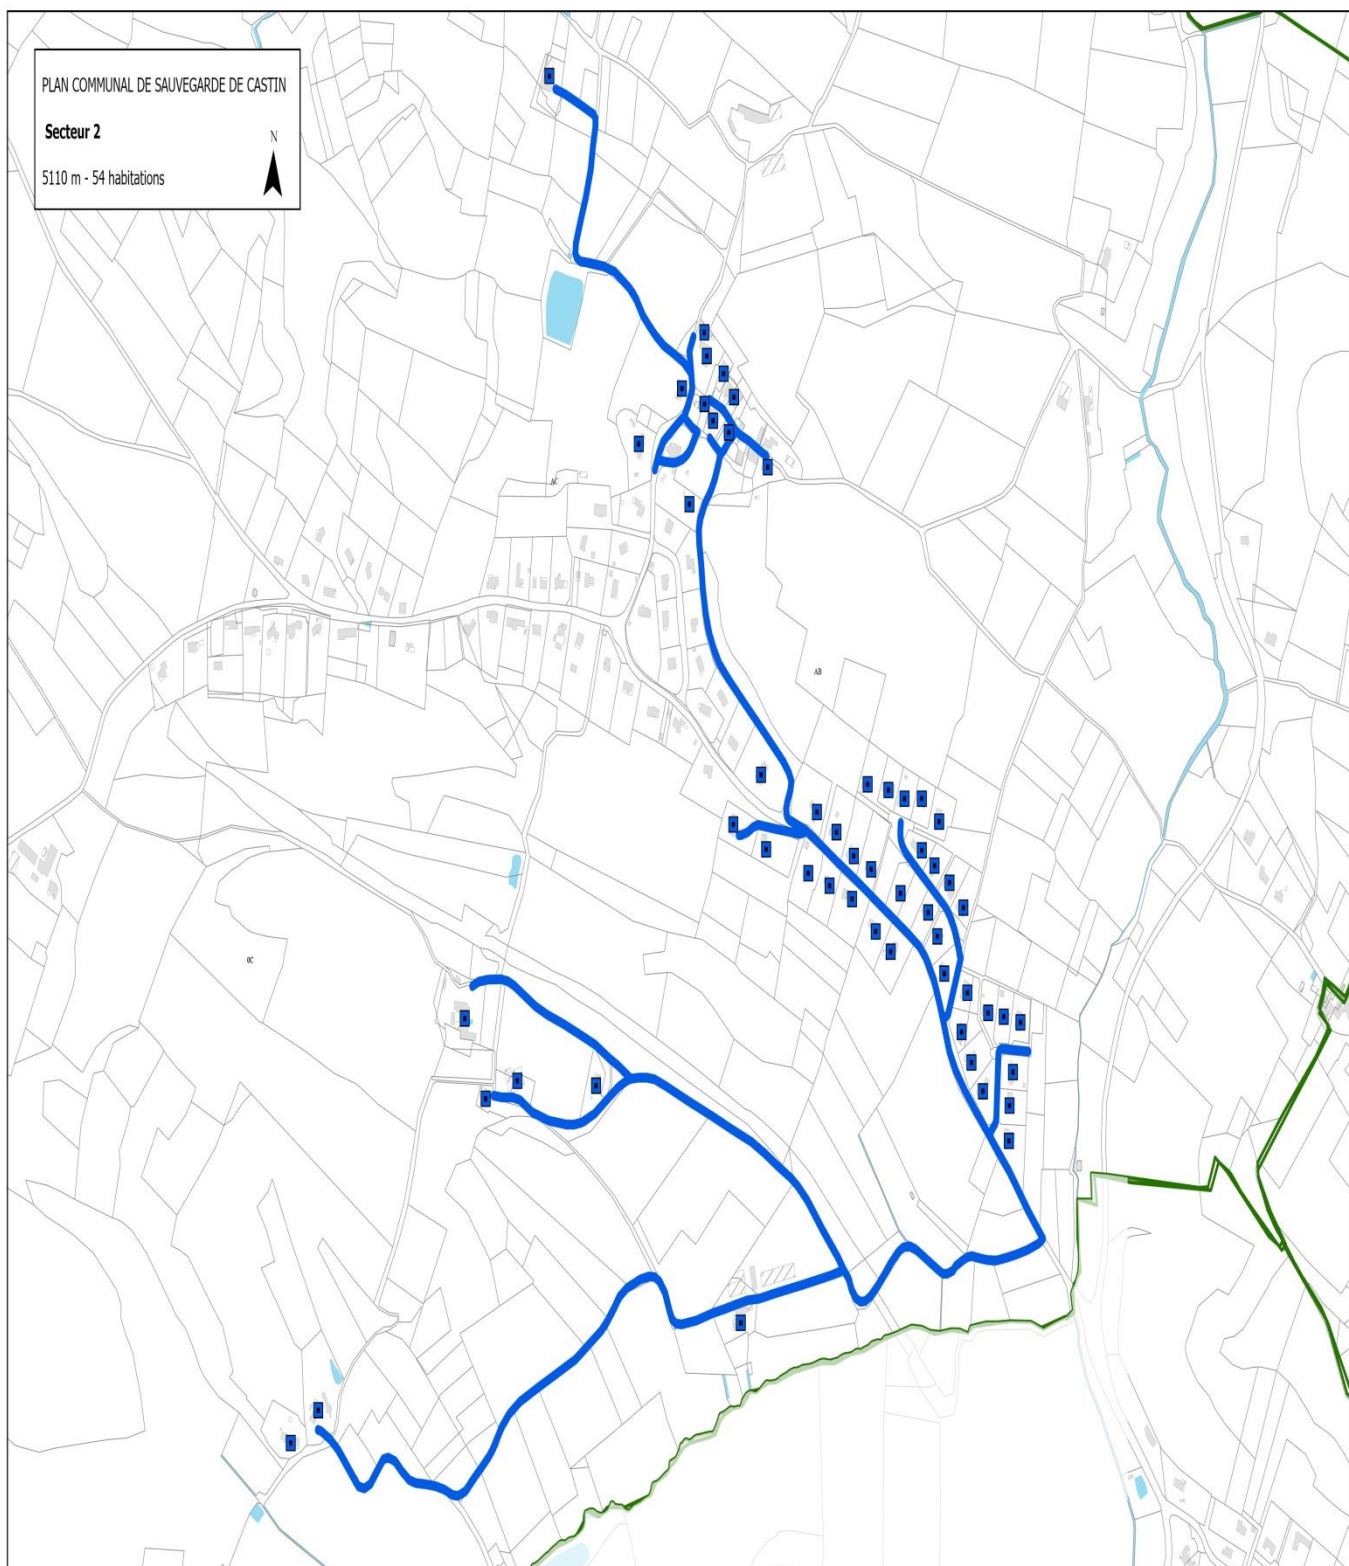 PLAN COMMUNAL DE SAUVEGARDE DE CASTIN
Secteur 2
N
5110 m - 54 habitations
AC
AB
0C